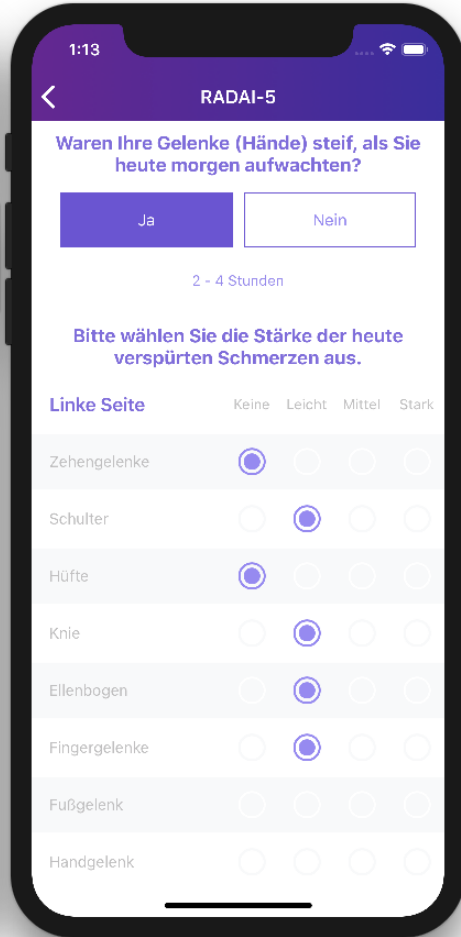 1:13
RADAI-5
Waren Ihre Gelenke (Hände) steif, als Sie
heute morgen aufwachten?
Ja Nein
2 - 4 Stunden
Bitte wählen Sie die Stärke der heute
verspürten Schmerzen aus.
Linke Seite Keine Leicht Mittel Stark
Zehengelenke
Schulter
Hüfte
Knie
Ellenbogen
Fingergelenke
Fußgelenk
Handgelenk